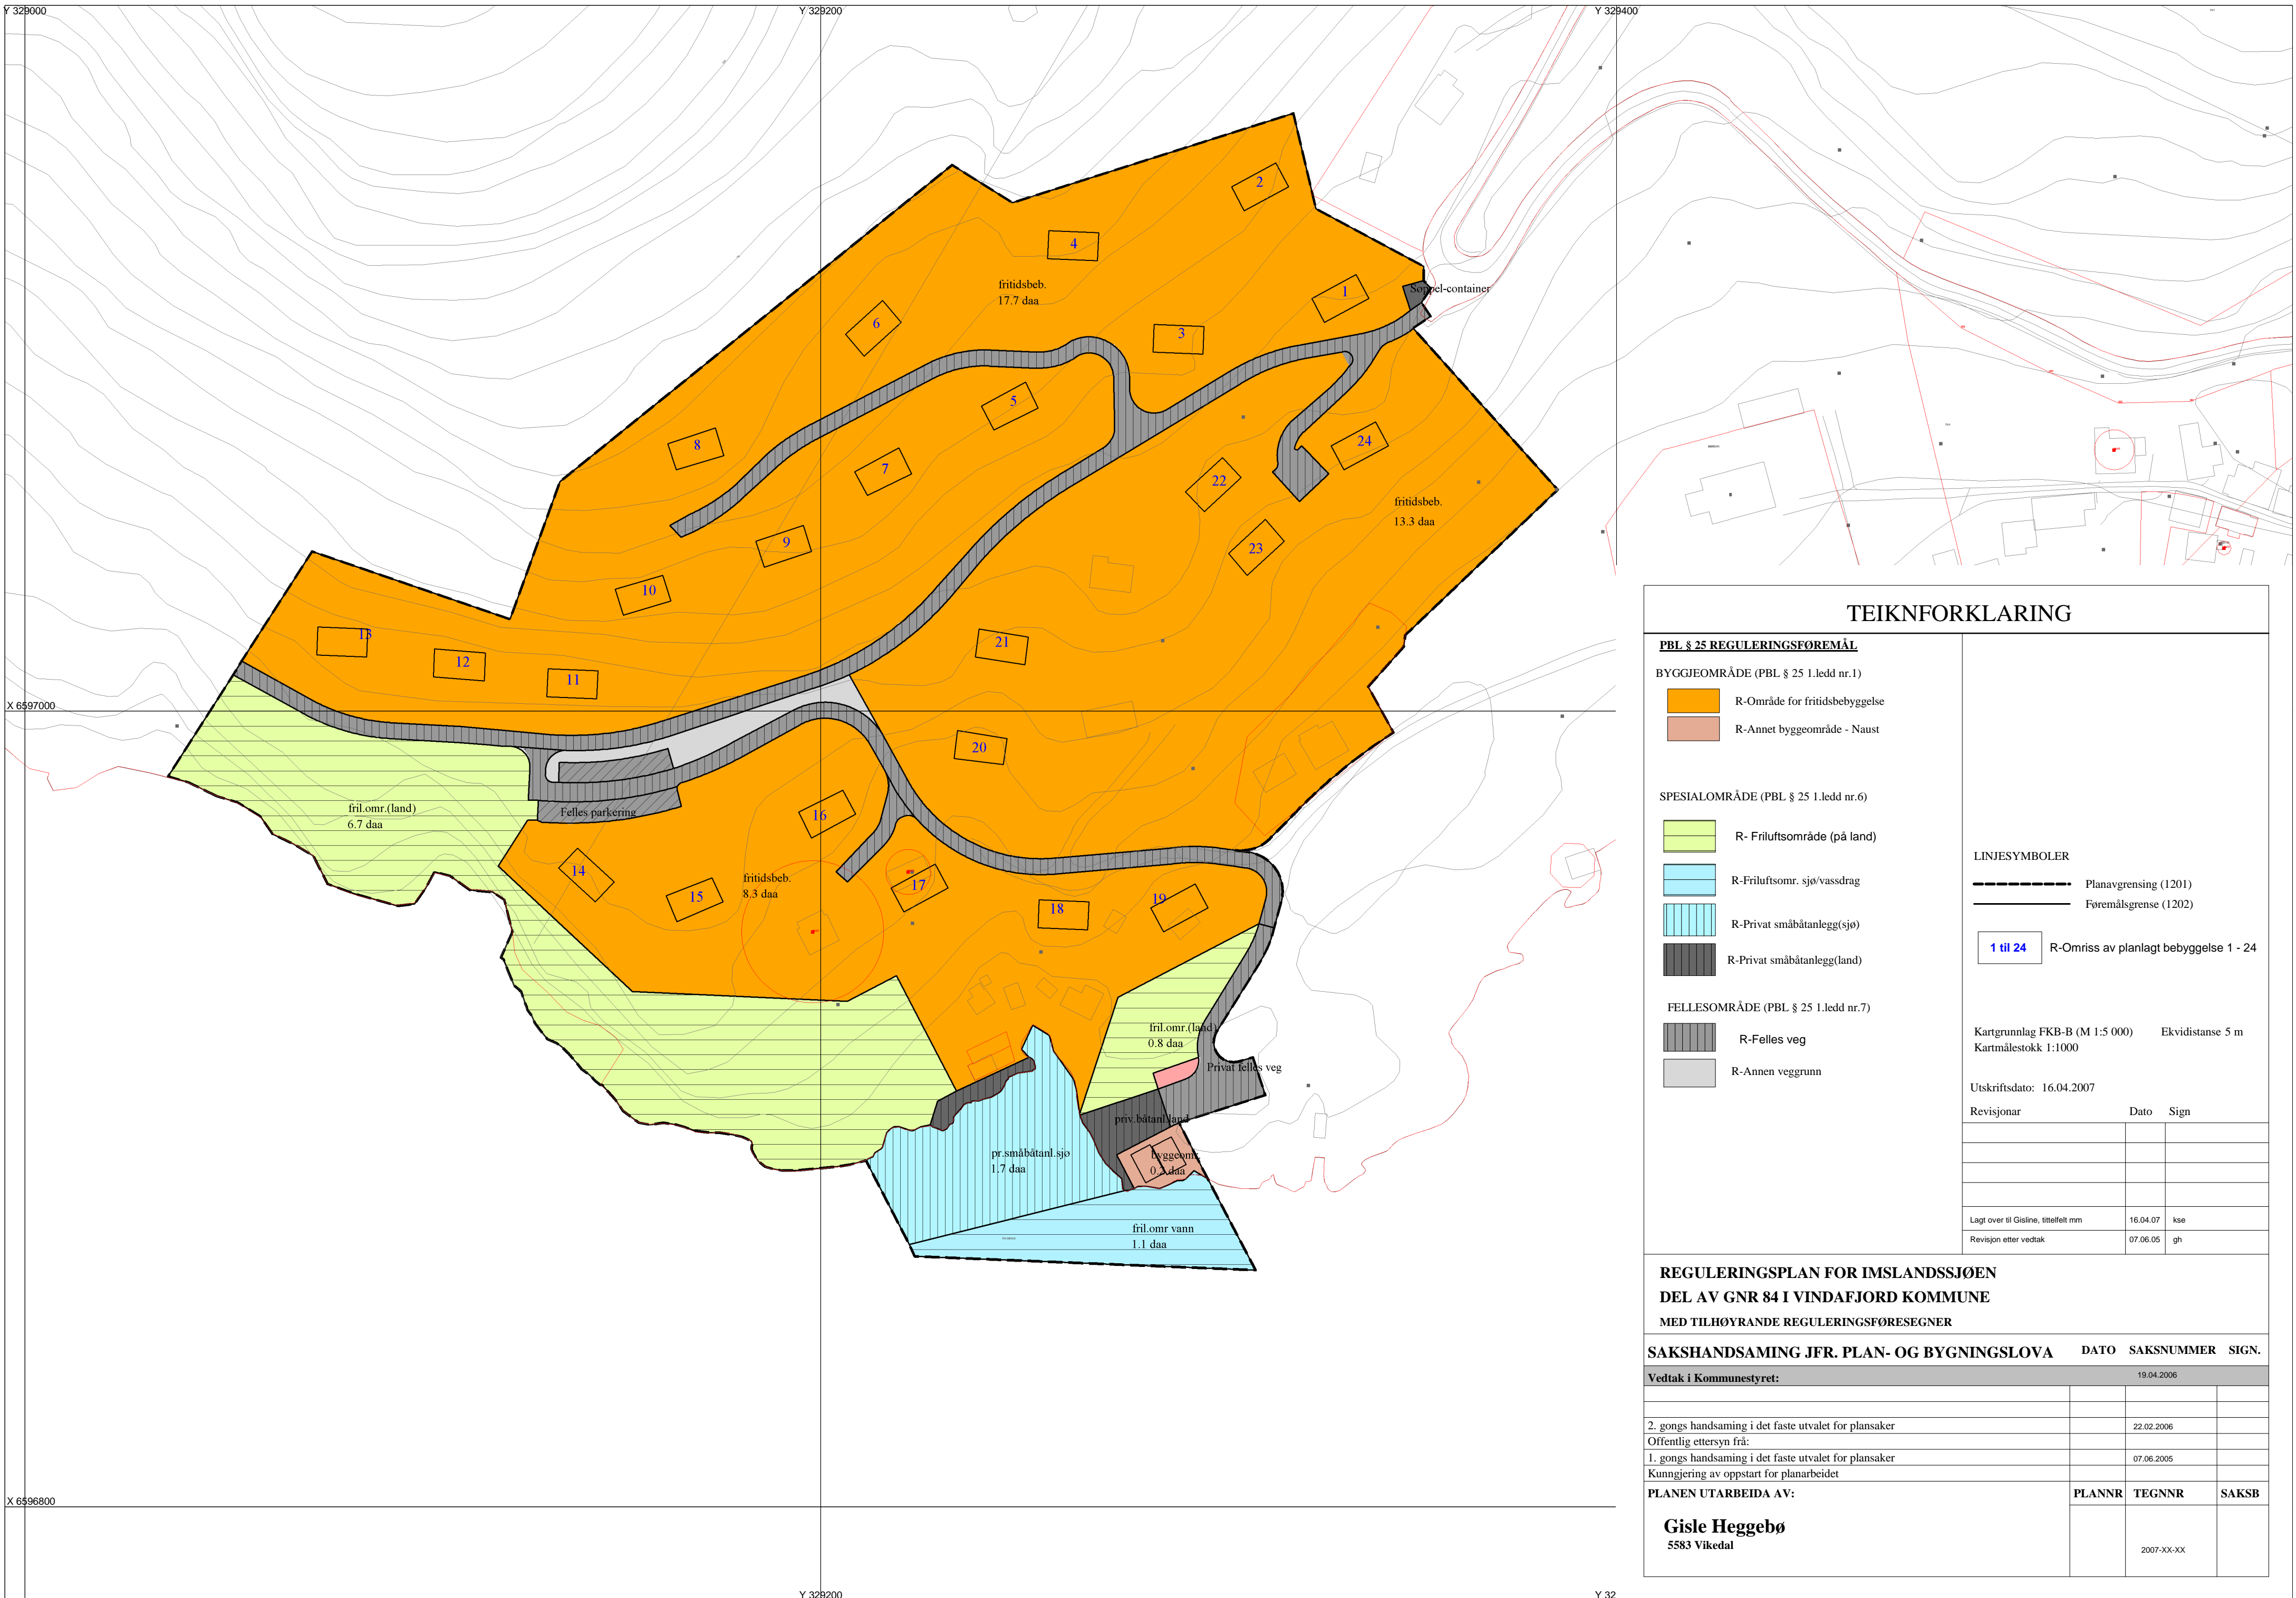 Y 329000
Y 329200
Y 329400
2
4
fritidsbeb.
17.7 daa
1
Søppel-container
6
3
5
8
7
24
22
fritidsbeb.
13.3 daa
9
23
10
13
21
12
11
X 6597000
20
fril.omr.(land)
6.7 daa
Felles parkering
16
14
fritidsbeb.
8.3 daa
15
17
18
19
fril.omr.(land)
0.8 daa
Privat felles veg
priv.båtanl.land
pr.småbåtanl.sjø
1.7 daa
byggeomr.
0.2 daa
fril.omr vann
1.1 daa
X 6596800
Y 329200
Y 32
TEIKNFORKLARING
PBL § 25 REGULERINGSFØREMÅL
BYGGJEOMRÅDE (PBL § 25 1.ledd nr.1)
R-Område for fritidsbebyggelse
R-Annet byggeområde - Naust
SPESIALOMRÅDE (PBL § 25 1.ledd nr.6)
R- Friluftsområde (på land)
R-Friluftsomr. sjø/vassdrag
R-Privat småbåtanlegg(sjø)
R-Privat småbåtanlegg(land)
FELLESOMRÅDE (PBL § 25 1.ledd nr.7)
R-Felles veg
R-Annen veggrunn
LINJESYMBOLER
Planavgrensing (1201)
Føremålsgrense (1202)
1 til 24 R-Omriss av planlagt bebyggelse 1 - 24
Kartgrunnlag FKB-B (M 1:5 000) Ekvidistanse 5 m
Kartmålestokk 1:1000
Utskriftsdato: 16.04.2007
Revisjonar Dato Sign
Lagt over til Gisline, tittelfelt mm 16.04.07 kse
Revisjon etter vedtak 07.06.05 gh
REGULERINGSPLAN FOR IMSLANDSSJØEN
DEL AV GNR 84 I VINDAFJORD KOMMUNE
MED TILHØYRANDE REGULERINGSFØRESEGNER
SAKSHANDSAMING JFR. PLAN- OG BYGNINGSLOVA DATO SAKSNUMMER SIGN.
Vedtak i Kommunestyret: 19.04.2006
2. gongs handsaming i det faste utvalet for plansaker 22.02.2006
Offentlig ettersyn frå:
1. gongs handsaming i det faste utvalet for plansaker 07.06.2005
Kunngjering av oppstart for planarbeidet
PLANEN UTARBEIDA AV: PLANNR TEGNNR SAKSB
Gisle Heggebø
5583 Vikedal
2007-XX-XX